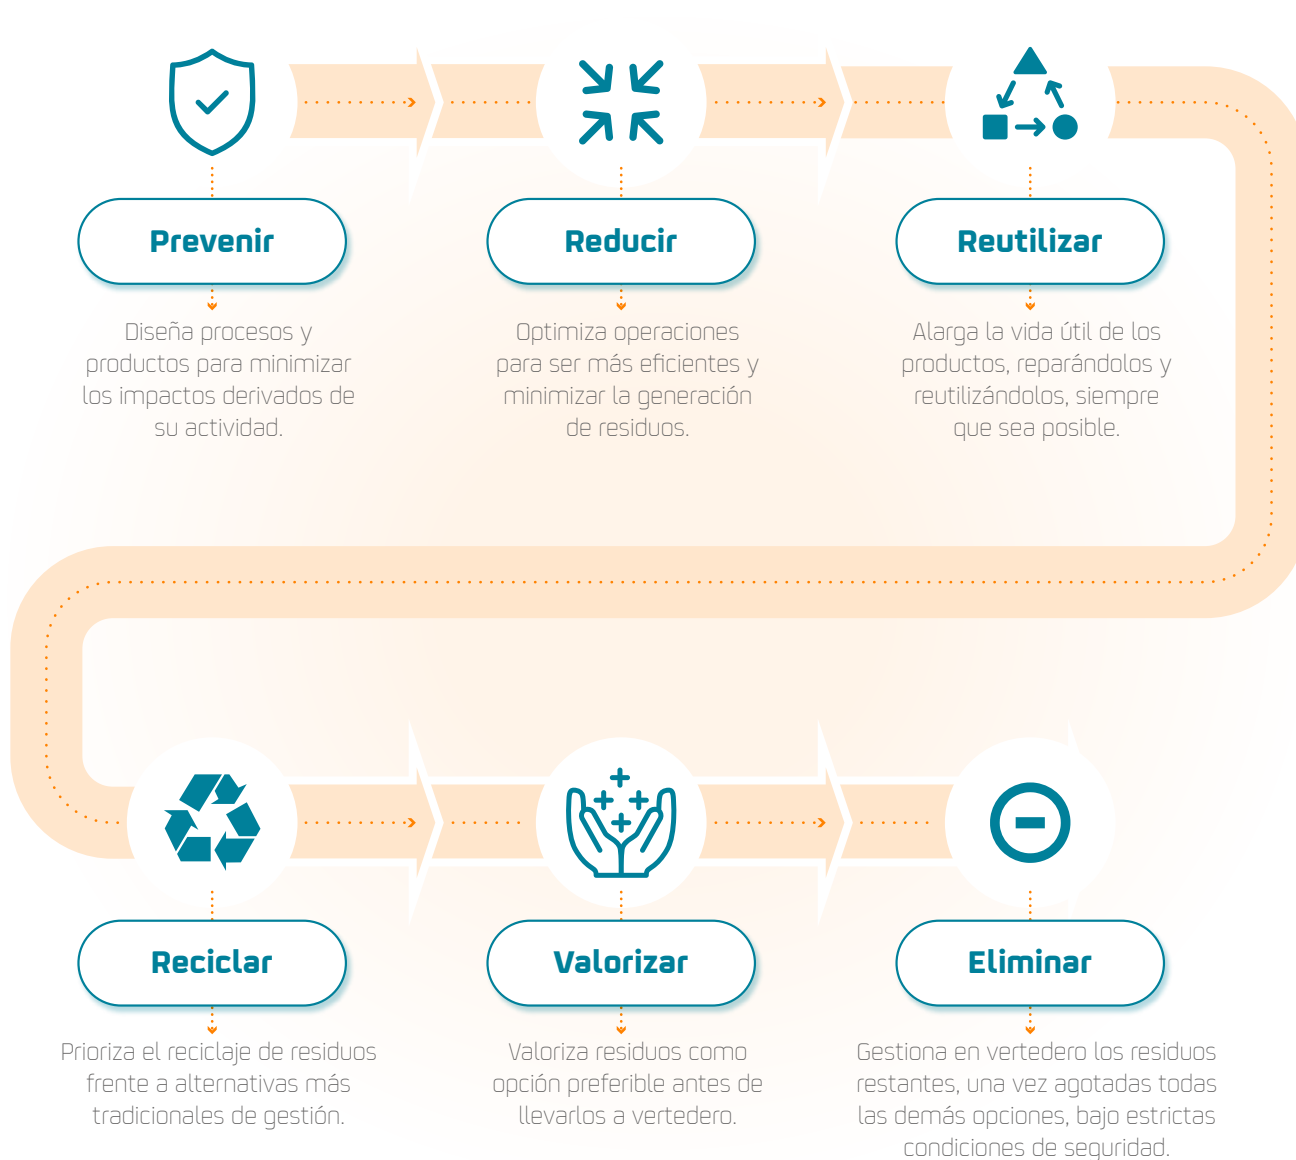 Prevenir
Diseña procesos y
productos para minimizar
los impactos derivados de
su actividad.
Reducir
Optimiza operaciones
para ser más eficientes y
minimizar la generación
de residuos.
Reutilizar
Alarga la vida útil de los
productos, reparándolos y
reutilizándolos, siempre
que sea posible.
Reciclar
Prioriza el reciclaje de residuos
frente a alternativas más
tradicionales de gestión.
Valorizar
Valoriza residuos como
opción preferible antes de
llevarlos a vertedero.
Eliminar
Gestiona en vertedero los residuos
restantes, una vez agotadas todas
las demás opciones, bajo estrictas
condiciones de seguridad.